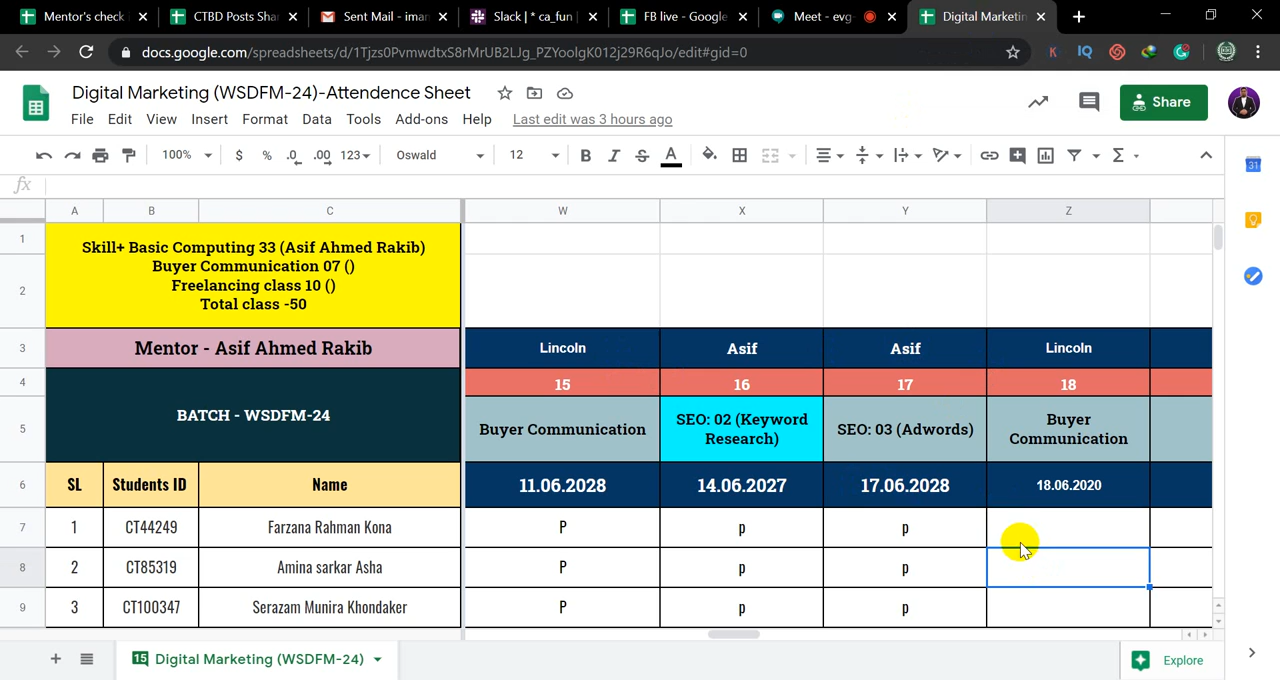 Mentor's check
CTBD Posts Sha
Sent Mail - iman
Slack | * ca_fun
FB live - Google
Meet - evg-
Digital Marketin
docs.google.com/spreadsheets/d/1Tjzs0PvmwdtxS8rMrUB2LJg_PZYooIgK012j29R6qJo/edit#gid=0
Digital Marketing (WSDFM-24)-Attendence Sheet
Share
File Edit View Insert Format Data Tools Add-ons Help Last edit was 3 hours ago
100% $ % .0 .00 123 Oswald 12 B I S A
fx
A B C W X Y Z
1
Skill+ Basic Computing 33 (Asif Ahmed Rakib)
Buyer Communication 07 ()
2
Freelancing class 10 ()
Total class -50
3 Mentor - Asif Ahmed Rakib Lincoln Asif Asif Lincoln
4 15 16 17 18
5 BATCH - WSDFM-24 Buyer Communication SEO: 02 (Keyword Research) SEO: 03 (Adwords) Buyer Communication
6 SL Students ID Name 11.06.2028 14.06.2027 17.06.2028 18.06.2020
7 1 CT44249 Farzana Rahman Kona P p p
8 2 CT85319 Amina sarkar Asha P p p
9 3 CT100347 Serazam Munira Khondaker P p p
15 Digital Marketing (WSDFM-24)
Explore
31